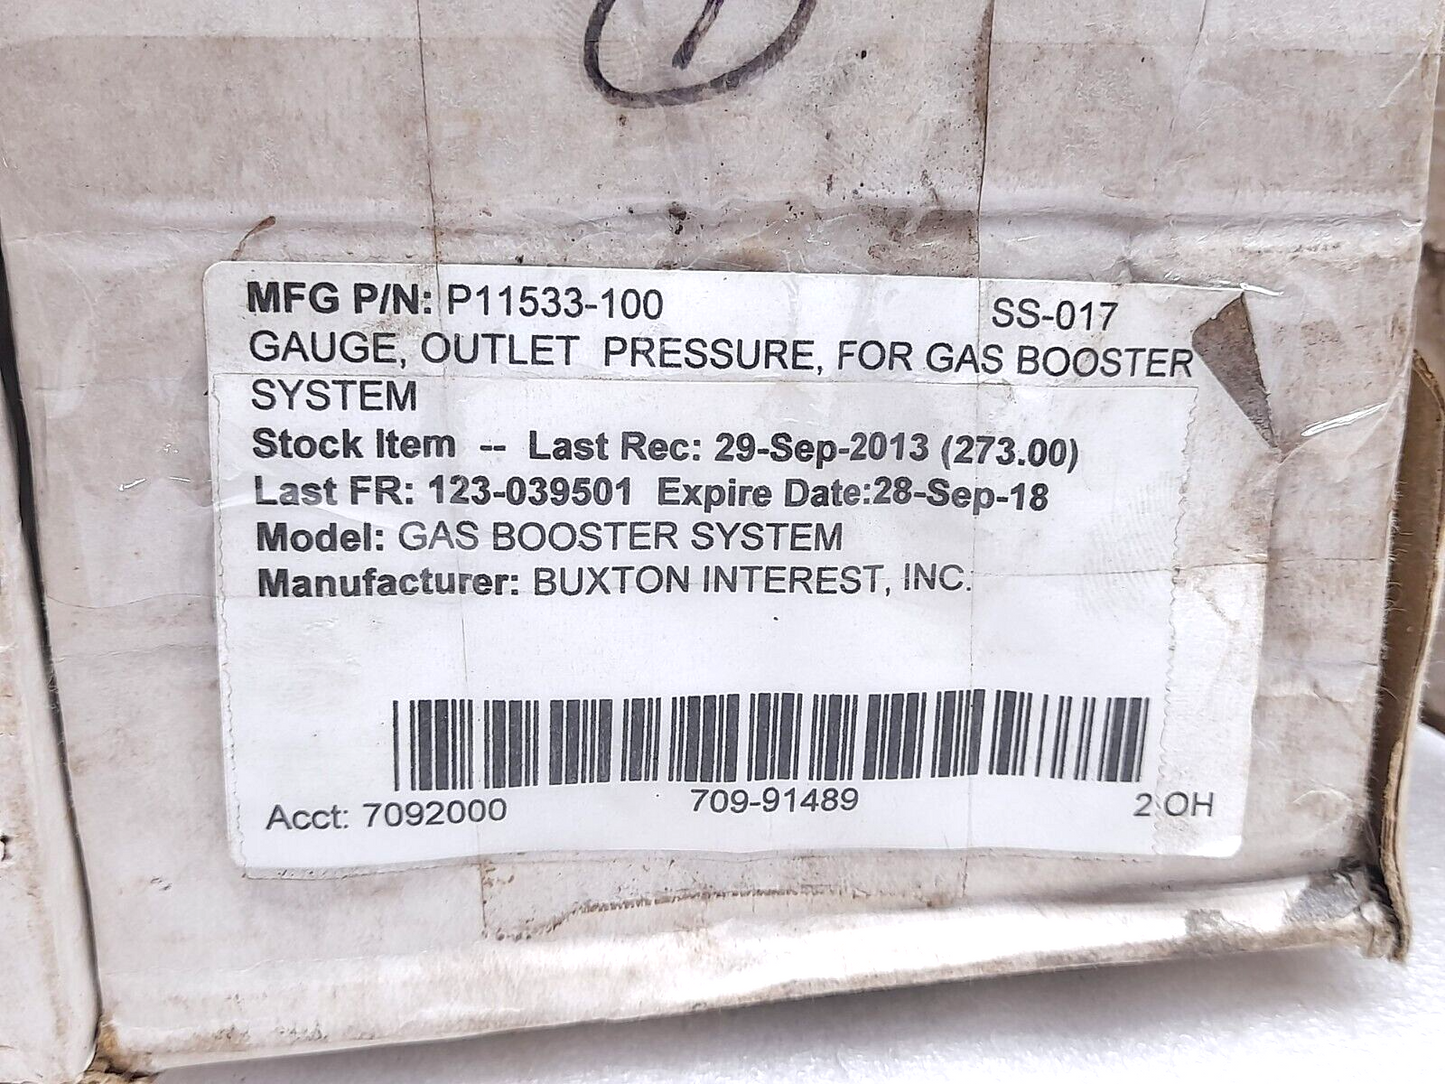 MFG P/N: P11533-100 SS-017
GAUGE, OUTLET PRESSURE, FOR GAS BOOSTER
SYSTEM
Stock Item -- Last Rec: 29-Sep-2013 (273.00)
Last FR: 123-039501 Expire Date:28-Sep-18
Model: GAS BOOSTER SYSTEM
Manufacturer: BUXTON INTEREST, INC.
Acct: 7092000 709-91489 2 OH